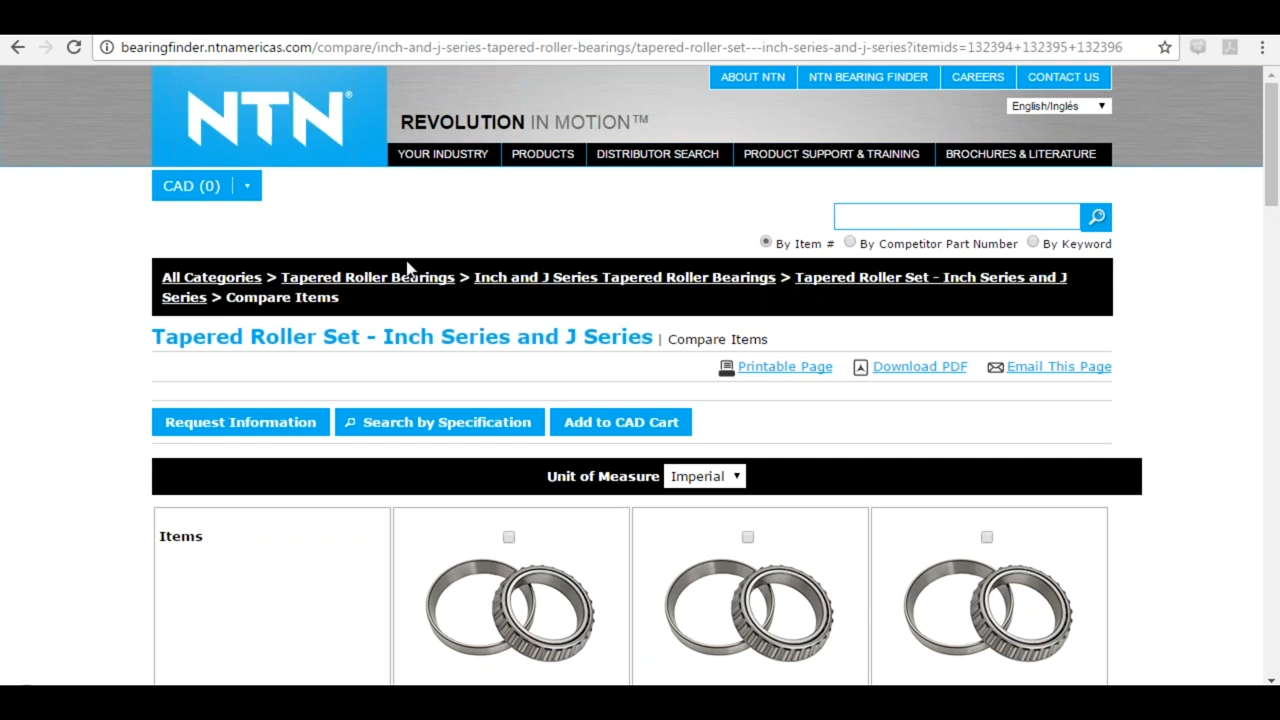 bearingfinder.ntnamericas.com/compare/inch-and-j-series-tapered-roller-bearings/tapered-roller-set---inch-series-and-j-series?itemids=132394+132395+132396
ABOUT NTN NTN BEARING FINDER CAREERS CONTACT US
NTN®
English/Inglés
REVOLUTION IN MOTION™
YOUR INDUSTRY PRODUCTS DISTRIBUTOR SEARCH PRODUCT SUPPORT & TRAINING BROCHURES & LITERATURE
CAD (0)
By Item # By Competitor Part Number By Keyword
All Categories > Tapered Roller Bearings > Inch and J Series Tapered Roller Bearings > Tapered Roller Set - Inch Series and J
Series > Compare Items
Tapered Roller Set - Inch Series and J Series | Compare Items
Printable Page Download PDF Email This Page
Request Information Search by Specification Add to CAD Cart
Unit of Measure Imperial
Items